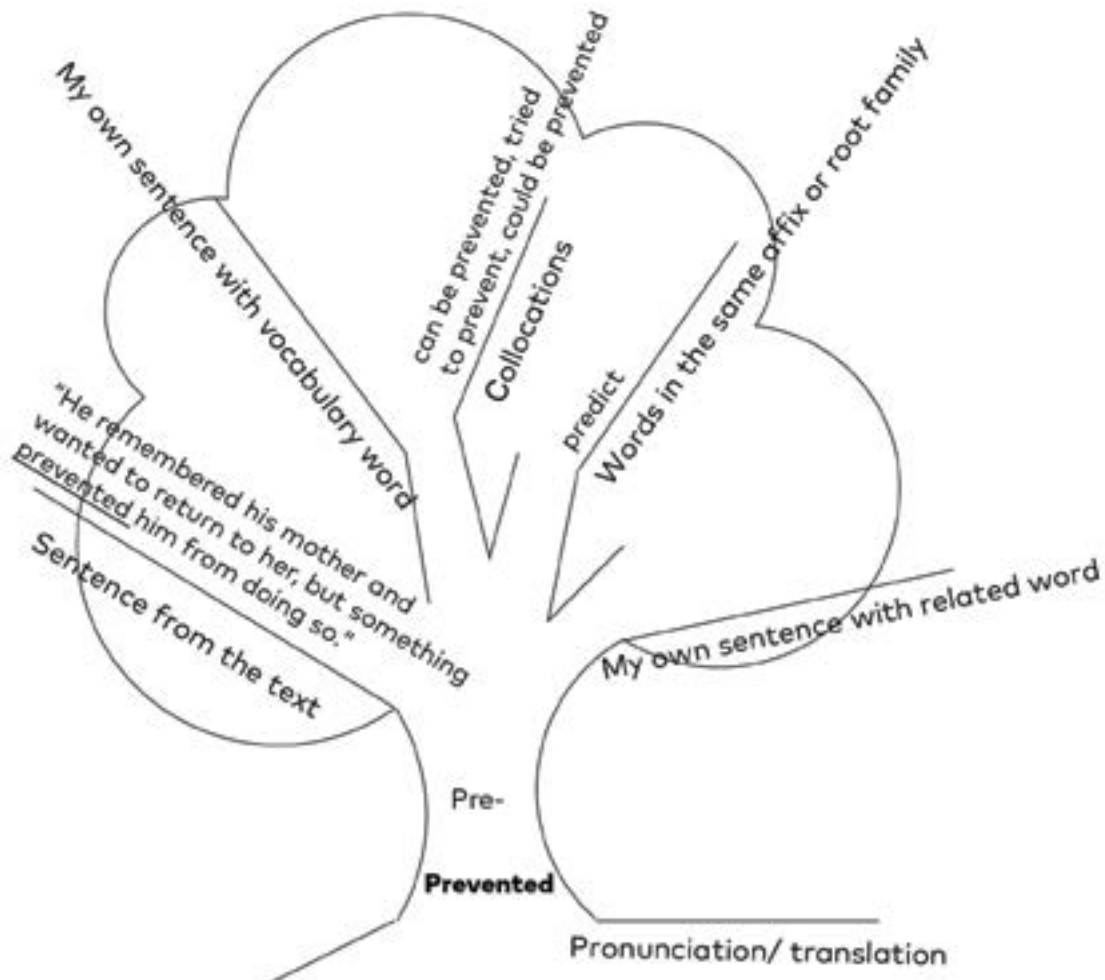 My own sentence with vocabulary word
can be prevented, tried
to prevent, could be prevented
Collocations
predict
Words in the same affix or root family
"He remembered his mother and
wanted to return to her, but something
prevented him from doing so."
Sentence from the text
My own sentence with related word
Pre-
Prevented
Pronunciation/ translation